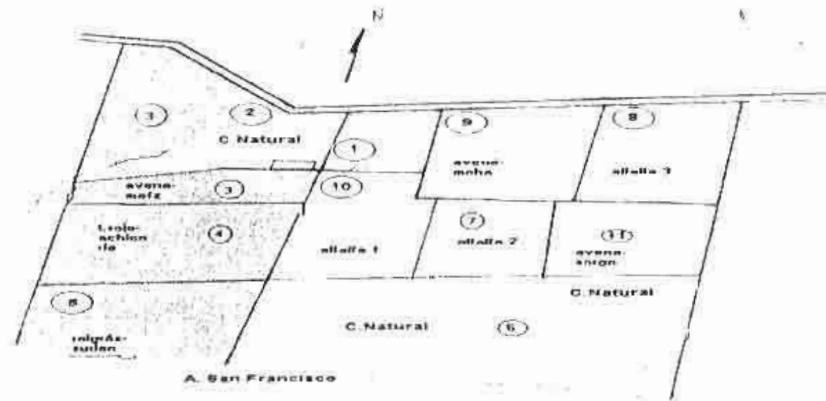 N
3
2
C.Natural
1
9
avena-
moha
8
alfalfa 3
avena-
maíz
3
10
4
alfalfa 1
7
alfalfa 2
11
avena-
5
C.Natural
C.Natural
6
A. San Francisco